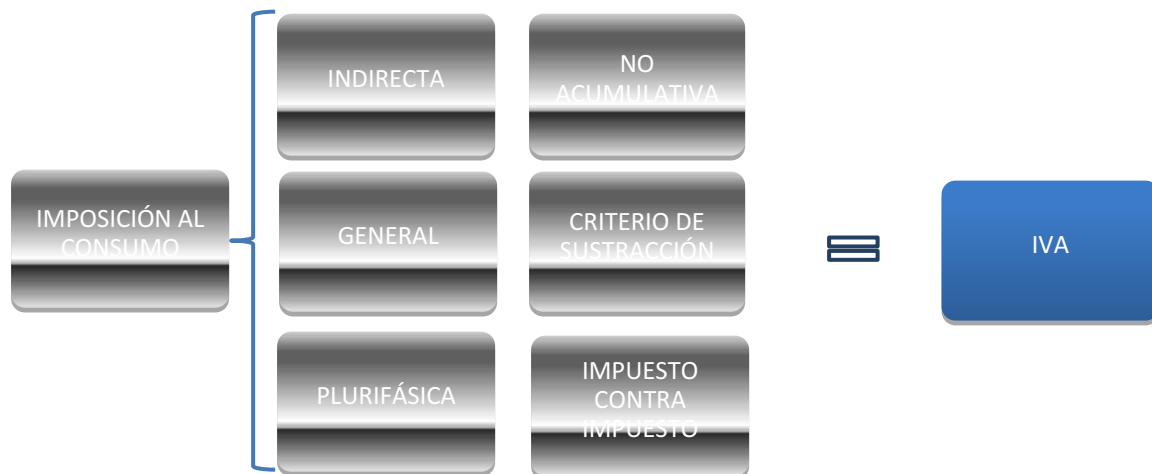 IMPOSICIÓN AL
CONSUMO
INDIRECTA
NO
ACUMULATIVA
GENERAL
CRITERIO DE
SUSTRACCIÓN
PLURIFÁSICA
IMPUESTO
CONTRA
IMPUESTO
IVA